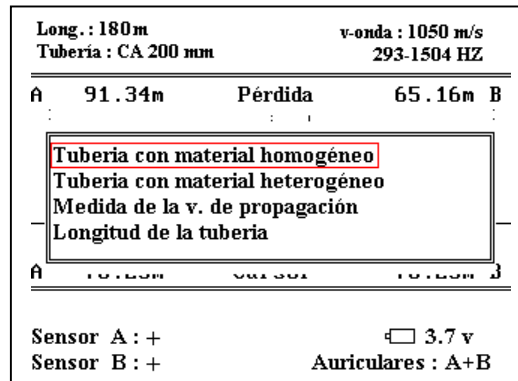 Long. : 180 m v-onda : 1050 m/s
Tubería : CA 200 mm 293-1504 HZ
A 91.34m Pérdida 65.16m B
Tuberia con material homogéneo
Tuberia con material heterogéneo
Medida de la v. de propagación
Longitud de la tuberia
A
Sensor A : + 3.7 v
Sensor B : + Auriculares : A+B